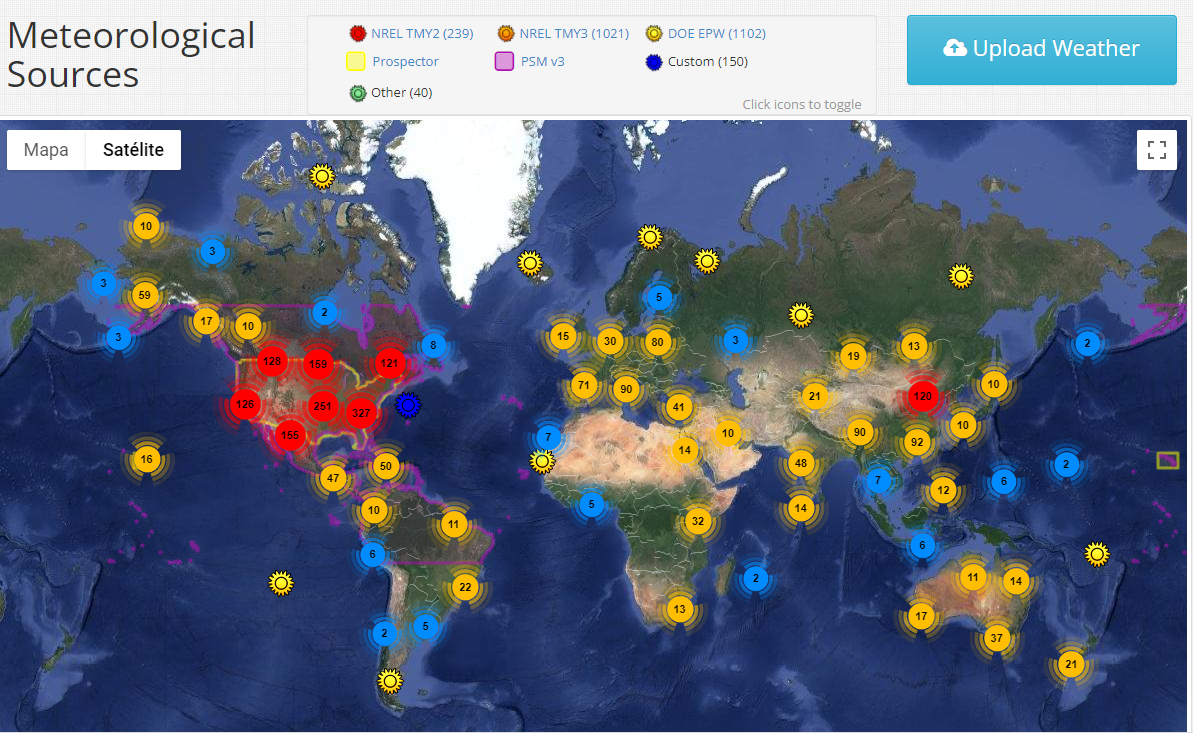 Meteorological
Sources
NREL TMY2 (239) NREL TMY3 (1021) DOE EPW (1102)
Prospector PSM v3 Custom (150)
Other (40)
Click icons to toggle
Upload Weather
Mapa Satélite
10
3
3 59
17 10 2
3 8
128 159 121
126 251 327
155
16 47 50
10 11
6
22
2 5
5
15 30 80 3
71 90 41
7 14 10
5
32
13
2
19 13 2
21 120 10
90 92 10
48 7 12 6 2
14
6
11 14
17 37
21